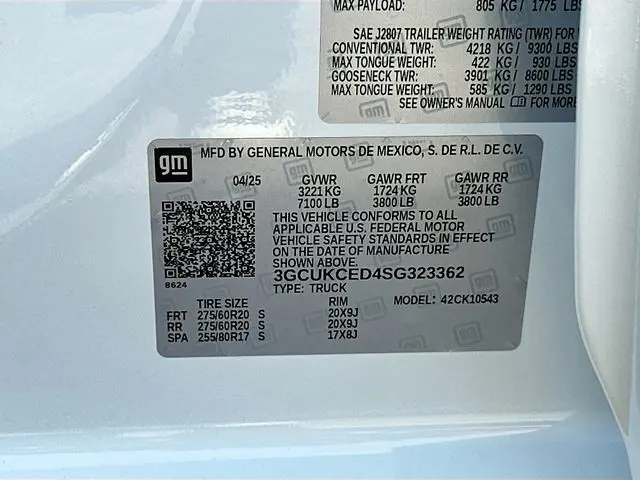 MAX PAYLOAD: 805 KG / 1775 LBS
SAE J2807 TRAILER WEIGHT RATING (TWR) FOR
CONVENTIONAL TWR: 4218 KG / 9300 LBS
MAX TONGUE WEIGHT: 422 KG / 930 LBS
GOOSENECK TWR: 3901 KG / 8600 LBS
MAX TONGUE WEIGHT: 585 KG / 1290 LBS
SEE OWNER'S MANUAL FOR MORE
gm MFD BY GENERAL MOTORS DE MEXICO, S. DE R.L. DE C.V.
04/25 GVWR GAWR FRT GAWR RR
3221 KG 1724 KG 1724 KG
7100 LB 3800 LB 3800 LB
THIS VEHICLE CONFORMS TO ALL
APPLICABLE U.S. FEDERAL MOTOR
VEHICLE SAFETY STANDARDS IN EFFECT
ON THE DATE OF MANUFACTURE
SHOWN ABOVE.
8624
3GCUKCED4SG323362
TYPE: TRUCK MODEL: 42CK10543
TIRE SIZE RIM
FRT 275/60R20 S 20X9J
RR 275/60R20 S 20X9J
SPA 255/80R17 S 17X8J